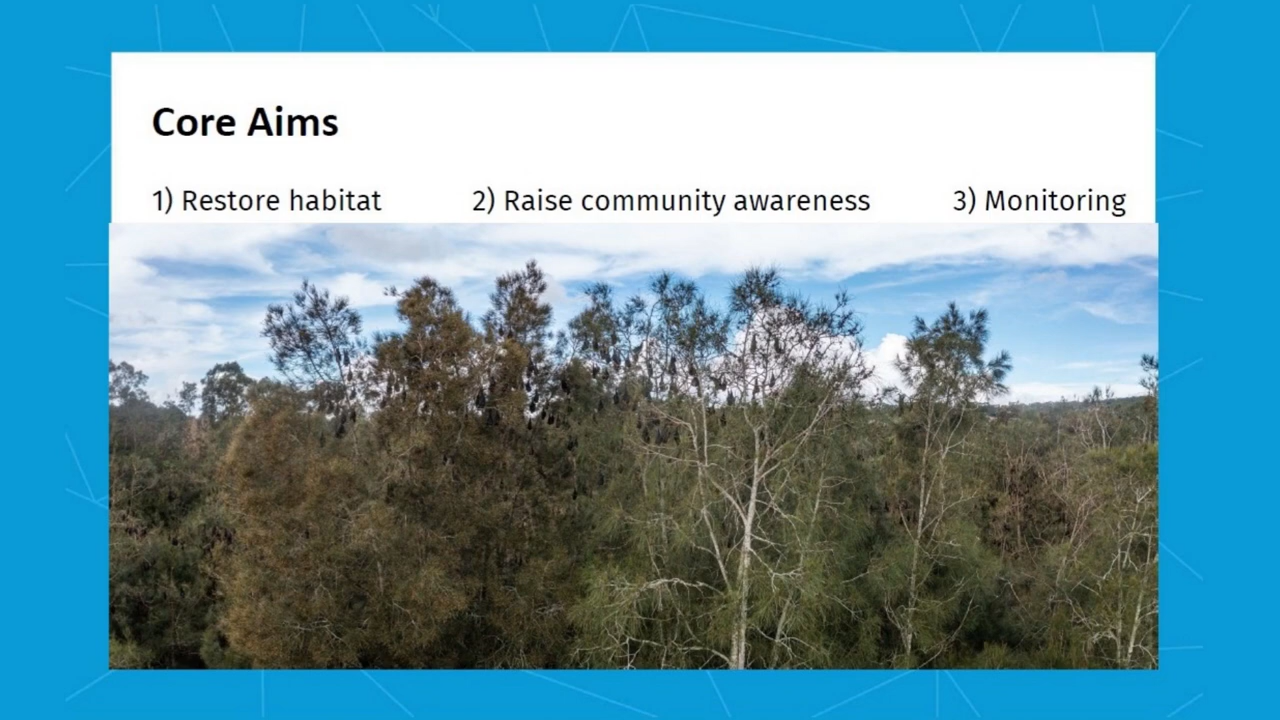 Core Aims
1) Restore habitat 2) Raise community awareness 3) Monitoring